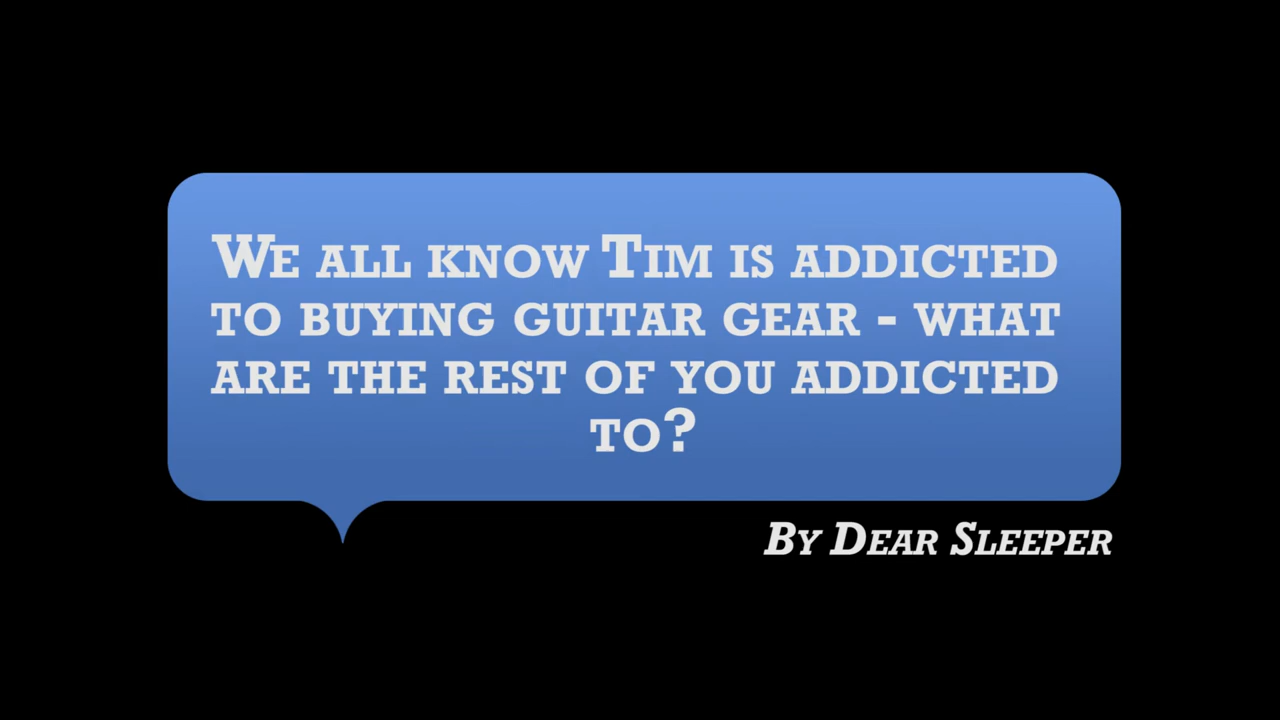 We all know Tim is addicted
to buying guitar gear - what
are the rest of you addicted
to?
By Dear Sleeper